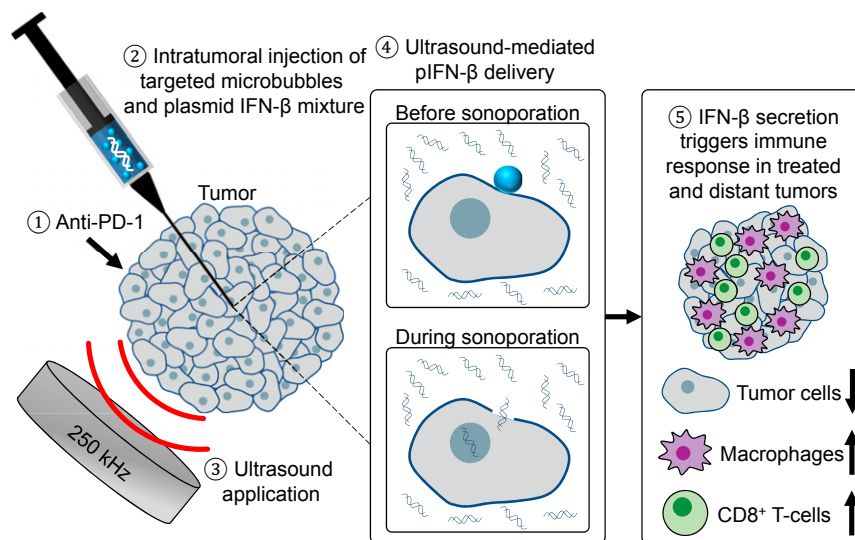 ② Intratumoral injection of
targeted microbubbles
and plasmid IFN-β mixture
Tumor
① Anti-PD-1
250 kHz
③ Ultrasound
application
④ Ultrasound-mediated
pIFN-β delivery
Before sonoporation
During sonoporation
⑤ IFN-β secretion
triggers immune
response in treated
and distant tumors
Tumor cells
Macrophages
CD8⁺ T-cells